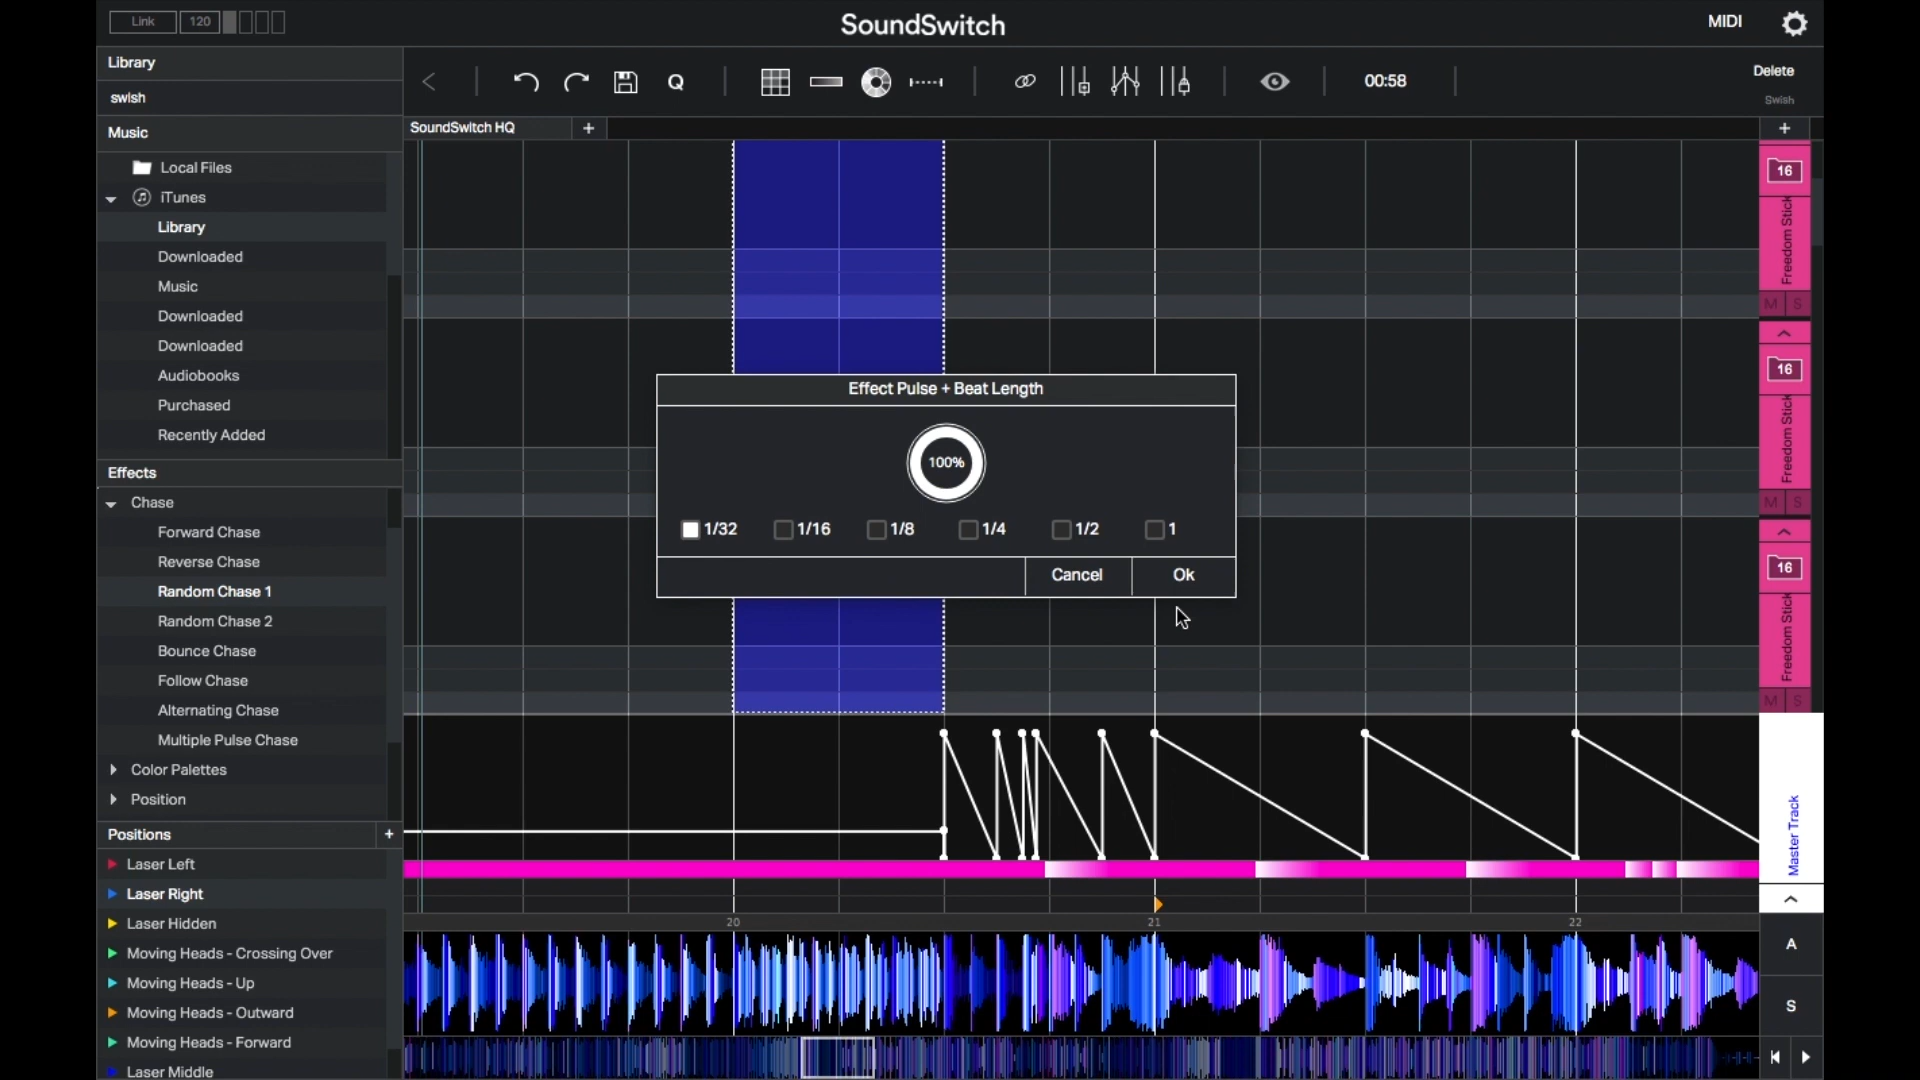 Link
120
SoundSwitch
MIDI
Library
swish
Q
00:58
Delete
Swish
Music
SoundSwitch HQ
+
+
Local Files
iTunes
Library
Downloaded
Music
Downloaded
Downloaded
Audiobooks
Purchased
Recently Added
Effects
Chase
Forward Chase
Reverse Chase
Random Chase 1
Random Chase 2
Bounce Chase
Follow Chase
Alternating Chase
Multiple Pulse Chase
Color Palettes
Position
Positions
+
Laser Left
Laser Right
Laser Hidden
Moving Heads - Crossing Over
Moving Heads - Up
Moving Heads - Outward
Moving Heads - Forward
Laser Middle
Effect Pulse + Beat Length
100%
1/32
1/16
1/8
1/4
1/2
1
Cancel
Ok
20
21
22
16
Freedom Stick
M S
16
Freedom Stick
M S
16
Freedom Stick
M S
Master Track
A
S